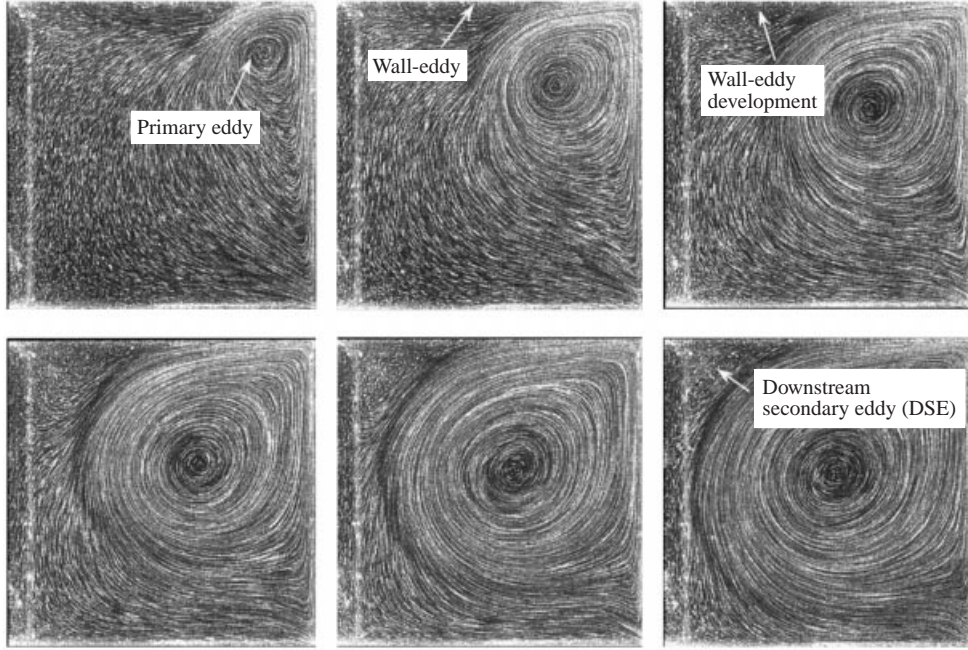 Primary eddy
Wall-eddy
Wall-eddy
development
Downstream
secondary eddy (DSE)